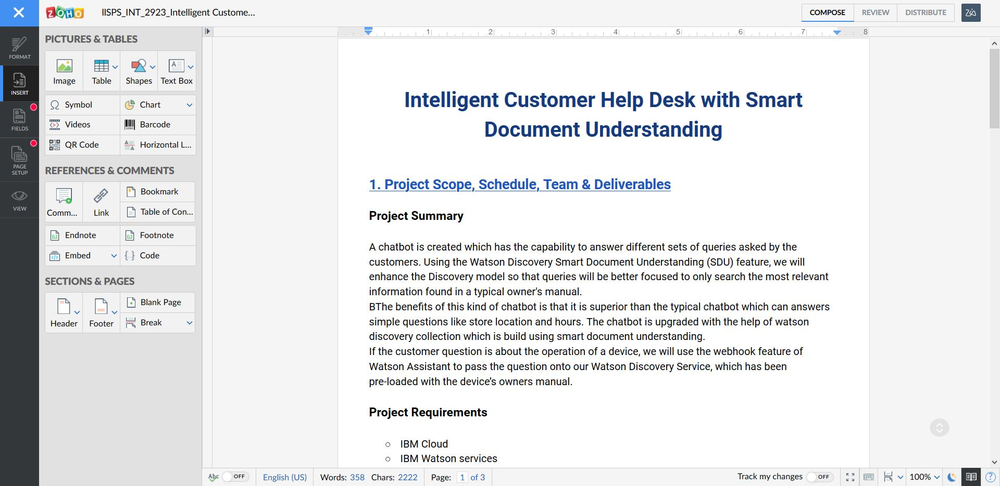 ZOHO
IISPS_INT_2923_Intelligent Custome...
COMPOSE
REVIEW
DISTRIBUTE
FORMAT
INSERT
FIELDS
PAGE
SETUP
VIEW
PICTURES & TABLES
Image
Table
Shapes
Text Box
Symbol
Chart
Videos
Barcode
QR Code
Horizontal L...
REFERENCES & COMMENTS
Comm...
Link
Bookmark
Table of Con...
Endnote
Footnote
Embed
Code
SECTIONS & PAGES
Header
Footer
Blank Page
Break
1 2 3 4 5 6 7 8
Intelligent Customer Help Desk with Smart
Document Understanding
1. Project Scope, Schedule, Team & Deliverables
Project Summary
A chatbot is created which has the capability to answer different sets of queries asked by the
customers. Using the Watson Discovery Smart Document Understanding (SDU) feature, we will
enhance the Discovery model so that queries will be better focused to only search the most relevant
information found in a typical owner's manual.
BThe benefits of this kind of chatbot is that it is superior than the typical chatbot which can answers
simple questions like store location and hours. The chatbot is upgraded with the help of watson
discovery collection which is build using smart document understanding.
If the customer question is about the operation of a device, we will use the webhook feature of
Watson Assistant to pass the question onto our Watson Discovery Service, which has been
pre-loaded with the device’s owners manual.
Project Requirements
IBM Cloud
IBM Watson services
Abc OFF
English (US)
Words: 358 Chars: 2222
Page: 1 of 3
Track my changes OFF
100%
?